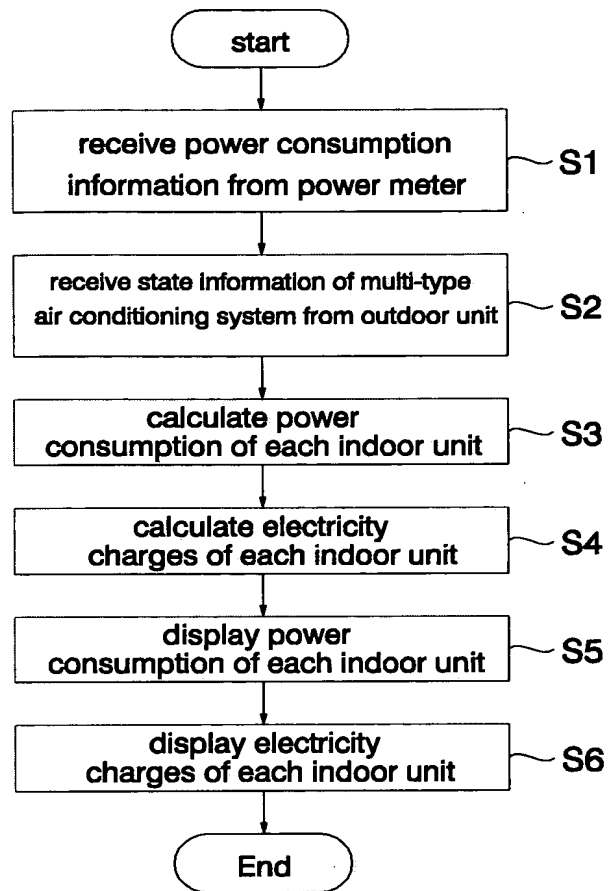 start
receive power consumption
information from power meter
S1
receive state information of multi-type
air conditioning system from outdoor unit
S2
calculate power
consumption of each indoor unit
S3
calculate electricity
charges of each indoor unit
S4
display power
consumption of each indoor unit
S5
display electricity
charges of each indoor unit
S6
End